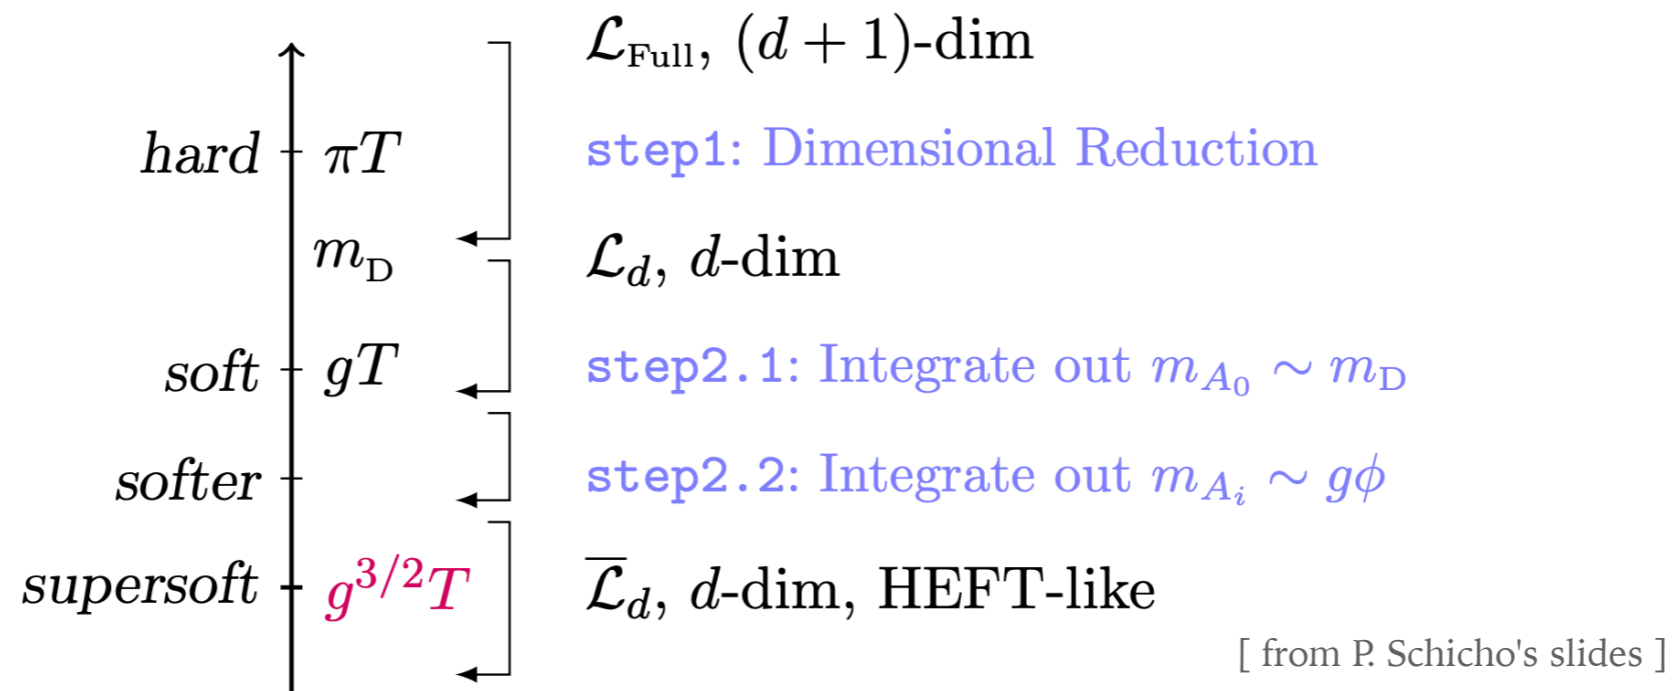 ℒ_Full, (d + 1)-dim
hard πT step1: Dimensional Reduction
m_D ℒ_d, d-dim
soft gT step2.1: Integrate out m_{A_0} ∼ m_D
softer step2.2: Integrate out m_{A_i} ∼ gϕ
supersoft g^{3/2}T \overline{ℒ}_d, d-dim, HEFT-like
[ from P. Schicho's slides ]